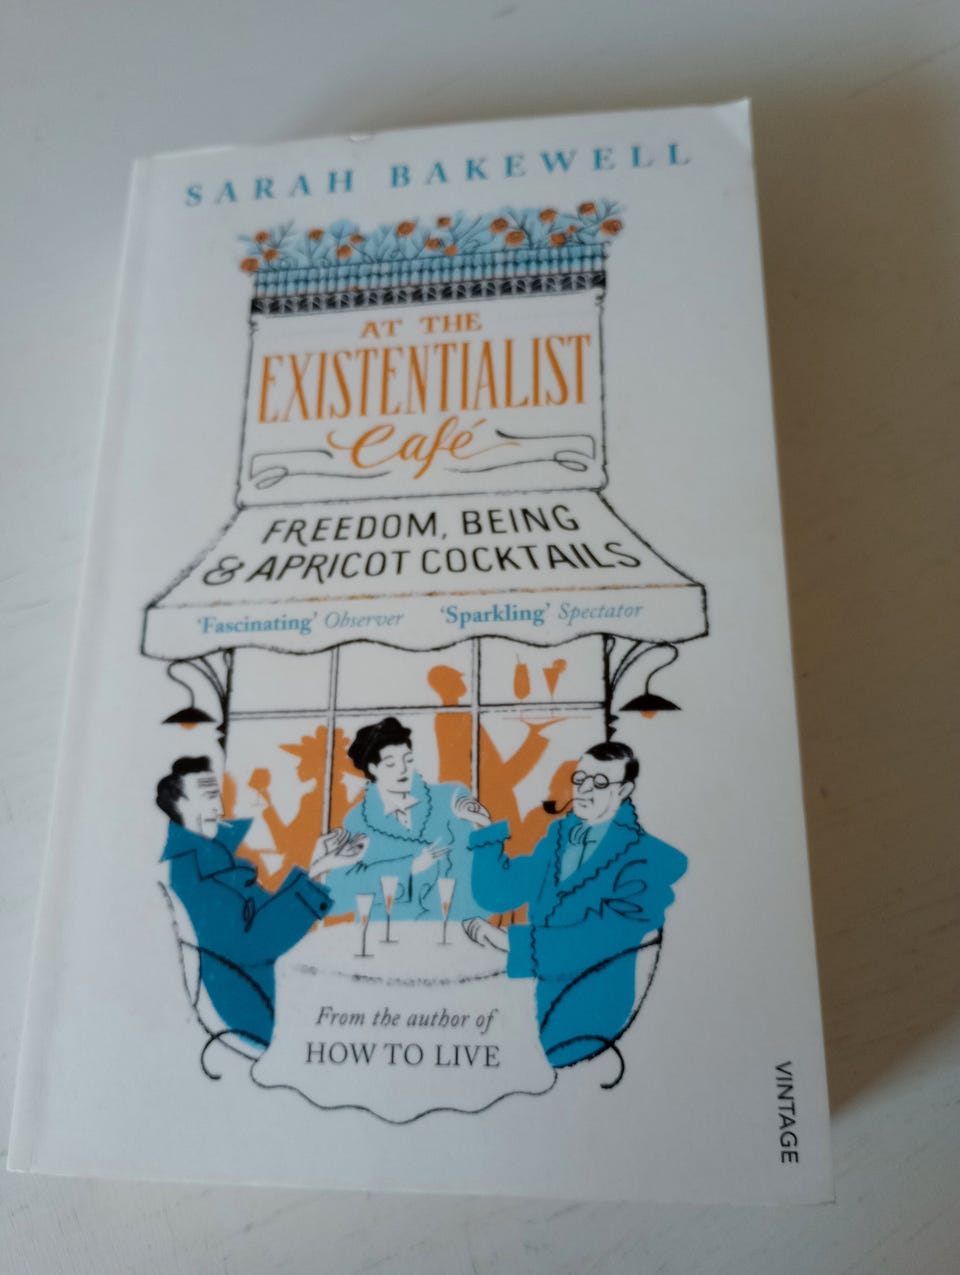 SARAH BAKEWELL
AT THE
EXISTENTIALIST
Café
FREEDOM, BEING
& APRICOT COCKTAILS
‘Fascinating’ Observer ‘Sparkling’ Spectator
From the author of
HOW TO LIVE
VINTAGE